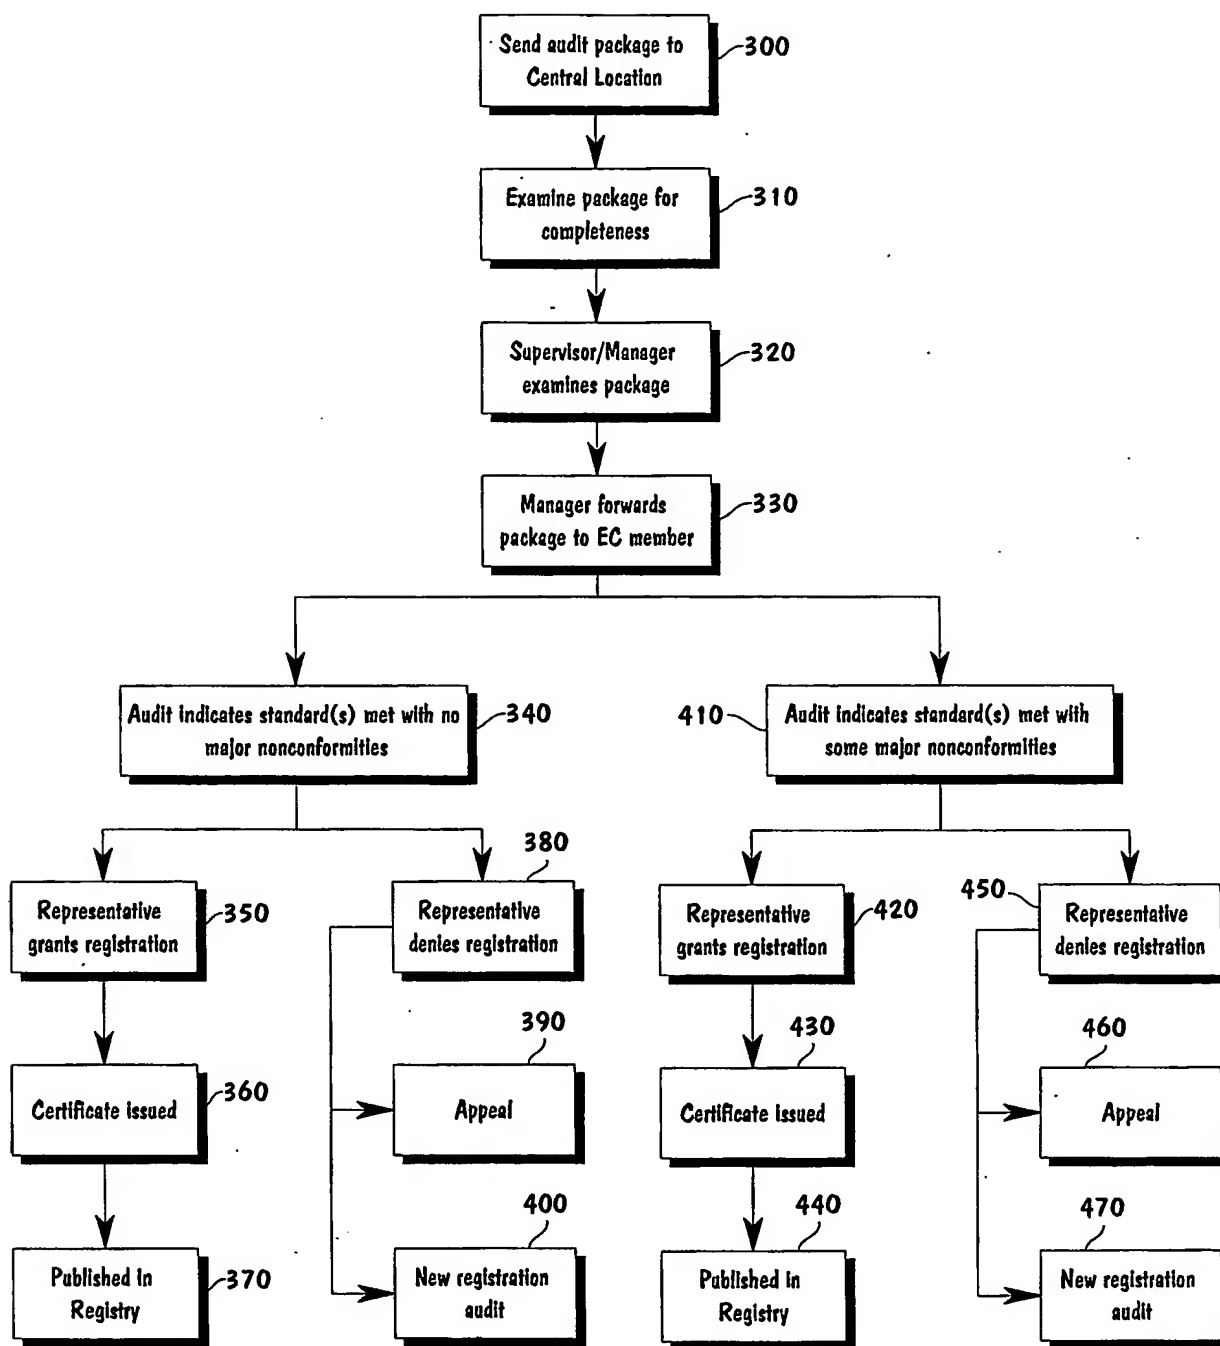 Send audit package to
Central Location
300
Examine package for
completeness
310
Supervisor/Manager
examines package
320
Manager forwards
package to EC member
330
Audit indicates standard(s) met with no
major nonconformities
340
410
Audit indicates standard(s) met with
some major nonconformities
Representative
grants registration
350
380
Representative
denies registration
Representative
grants registration
420
450
Representative
denies registration
Certificate issued
360
390
Appeal
430
Certificate issued
460
Appeal
Published in
Registry
370
400
New registration
audit
440
Published in
Registry
470
New registration
audit